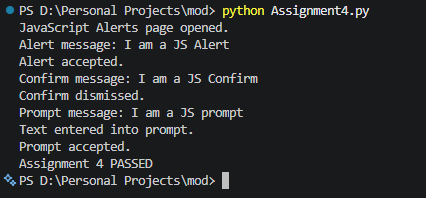 PS D:\Personal Projects\mod> python Assignment4.py
JavaScript Alerts page opened.
Alert message: I am a JS Alert
Alert accepted.
Confirm message: I am a JS Confirm
Confirm dismissed.
Prompt message: I am a JS prompt
Text entered into prompt.
Prompt accepted.
Assignment 4 PASSED
PS D:\Personal Projects\mod>